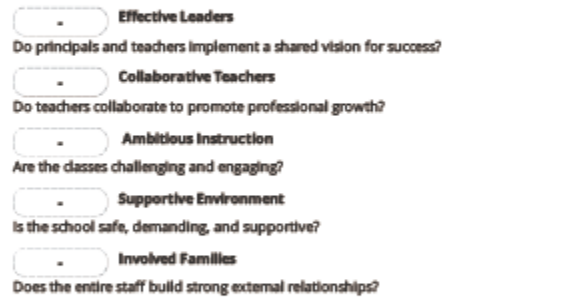 - Effective Leaders
Do principals and teachers implement a shared vision for success?
- Collaborative Teachers
Do teachers collaborate to promote professional growth?
- Ambitious Instruction
Are the classes challenging and engaging?
- Supportive Environment
Is the school safe, demanding, and supportive?
- Involved Families
Does the entire staff build strong external relationships?